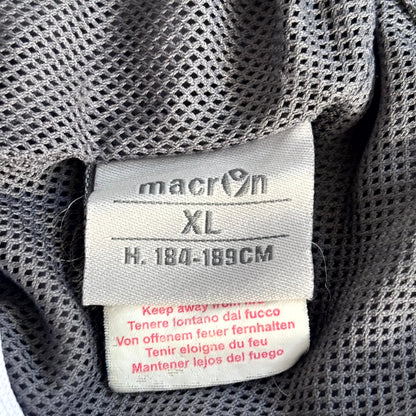 macron
XL
H. 184-189CM
Keep away from
Tenere lontano dal fuoco
Von offenem feuer fernhalten
Tenir eloigne du feu
Mantener lejos del fuego